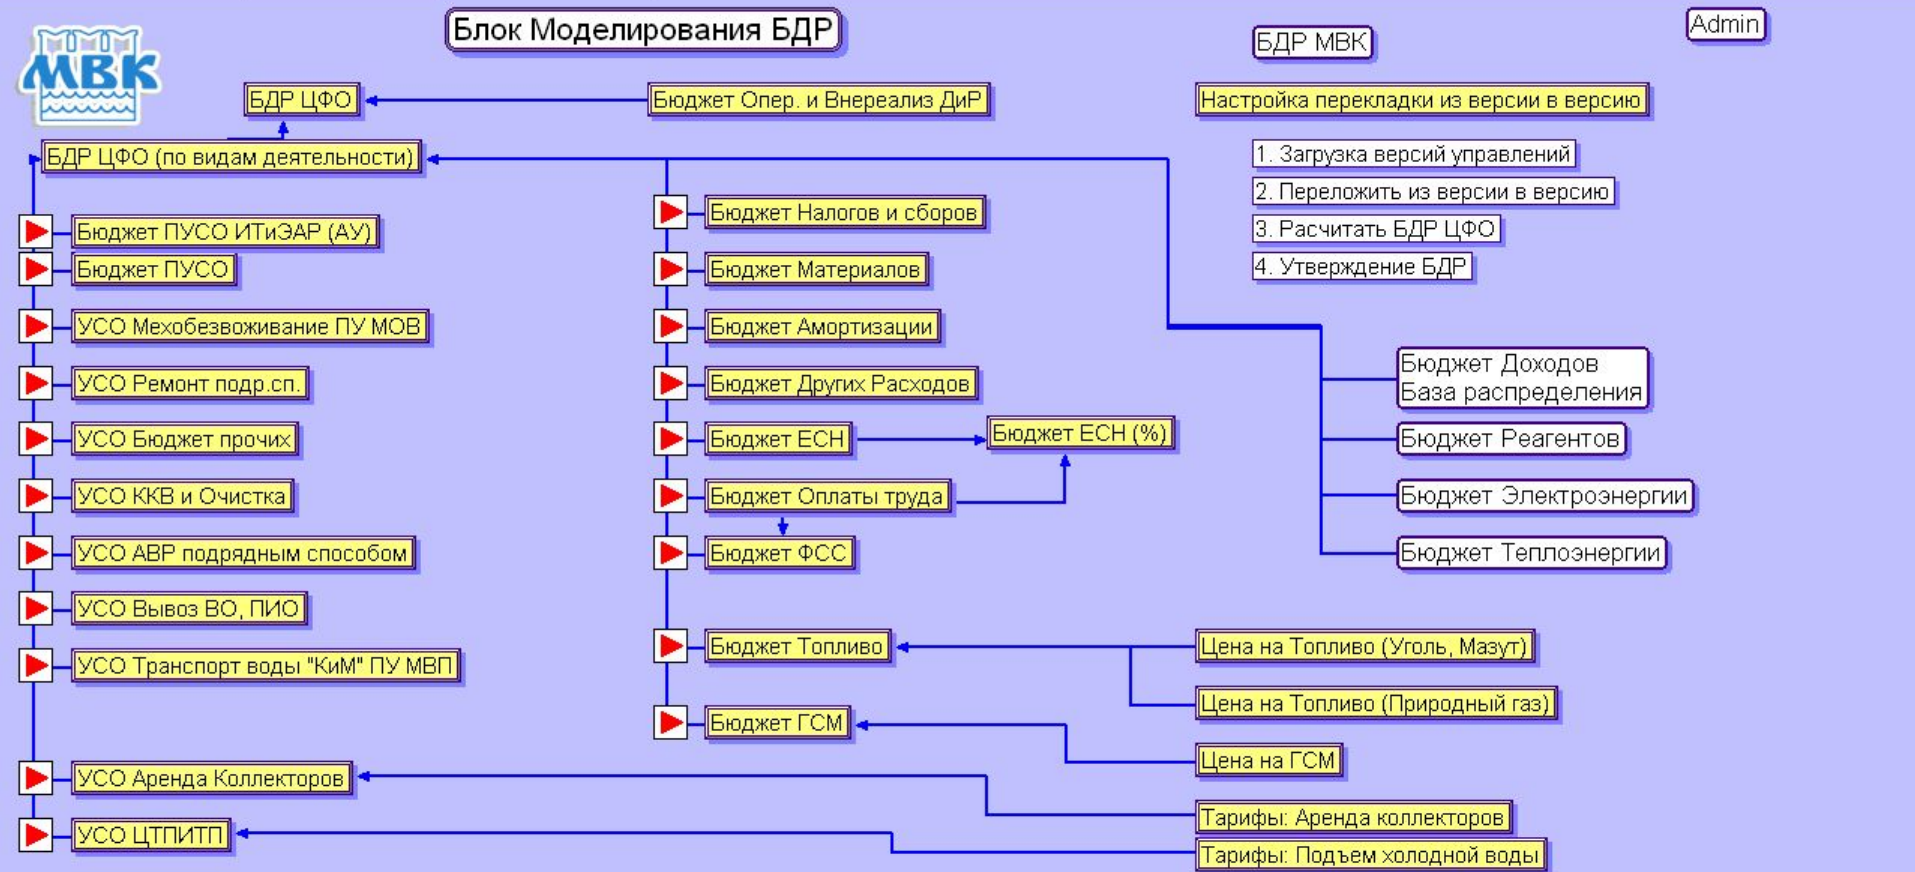 МВК
Блок Моделирования БДР
Admin
БДР МВК
БДР ЦФО
Бюджет Опер. и Внереализ ДиР
Настройка перекладки из версии в версию
БДР ЦФО (по видам деятельности)
1. Загрузка версий управлений
2. Переложить из версии в версию
3. Расчитать БДР ЦФО
4. Утверждение БДР
Бюджет ПУСО ИТиЭАР (АУ)
Бюджет ПУСО
УСО Мехобезвоживание ПУ МОВ
УСО Ремонт подр.сп.
УСО Бюджет прочих
УСО ККВ и Очистка
УСО АВР подрядным способом
УСО Вывоз ВО, ПИО
УСО Транспорт воды "КиМ" ПУ МВП
УСО Аренда Коллекторов
УСО ЦТПИТП
Бюджет Налогов и сборов
Бюджет Материалов
Бюджет Амортизации
Бюджет Других Расходов
Бюджет ЕСН
Бюджет ЕСН (%)
Бюджет Оплаты труда
Бюджет ФСС
Бюджет Топливо
Бюджет ГСМ
Бюджет Доходов
База распределения
Бюджет Реагентов
Бюджет Электроэнергии
Бюджет Теплоэнергии
Цена на Топливо (Уголь, Мазут)
Цена на Топливо (Природный газ)
Цена на ГСМ
Тарифы: Аренда коллекторов
Тарифы: Подъем холодной воды